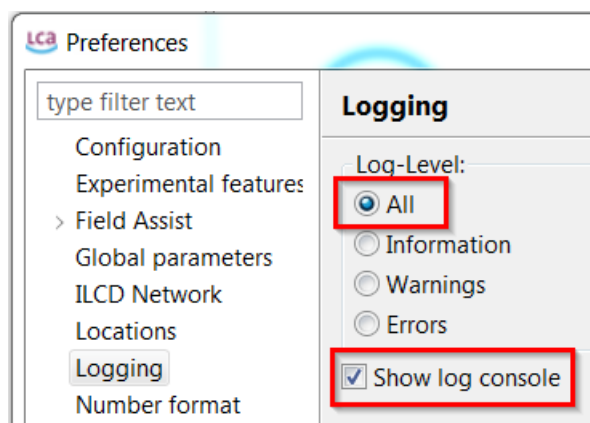 LCA Preferences
type filter text
Configuration
Experimental features
> Field Assist
Global parameters
ILCD Network
Locations
Logging
Number format
Logging
Log-Level:
All
Information
Warnings
Errors
Show log console